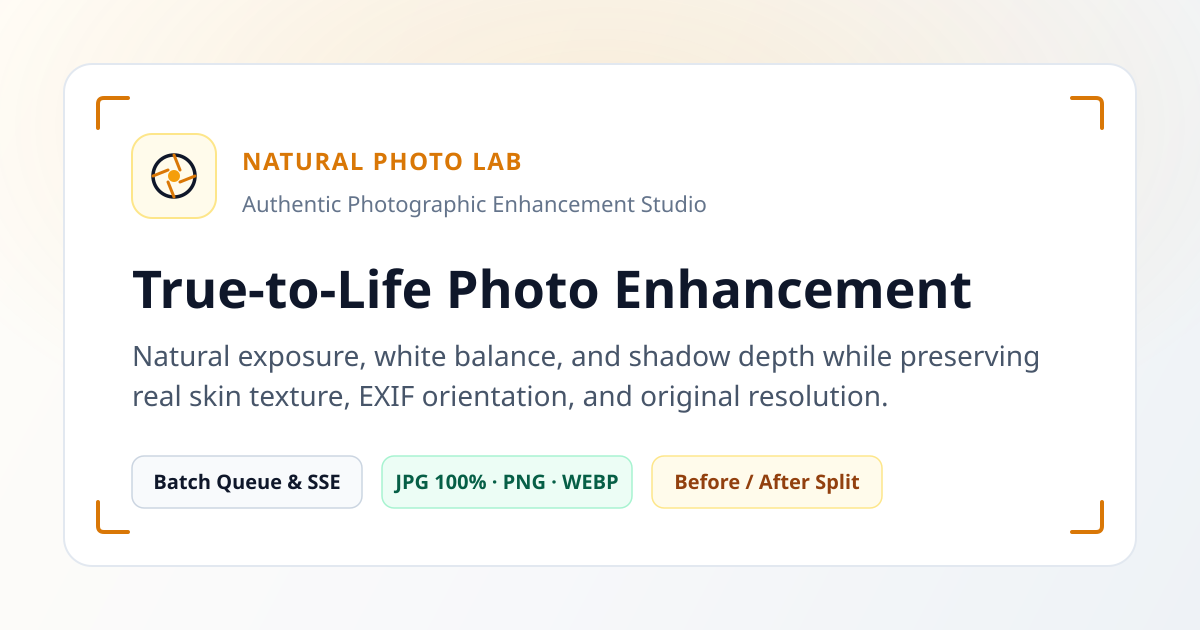 NATURAL PHOTO LAB
Authentic Photographic Enhancement Studio
True-to-Life Photo Enhancement
Natural exposure, white balance, and shadow depth while preserving
real skin texture, EXIF orientation, and original resolution.
Batch Queue & SSE
JPG 100% · PNG · WEBP
Before / After Split